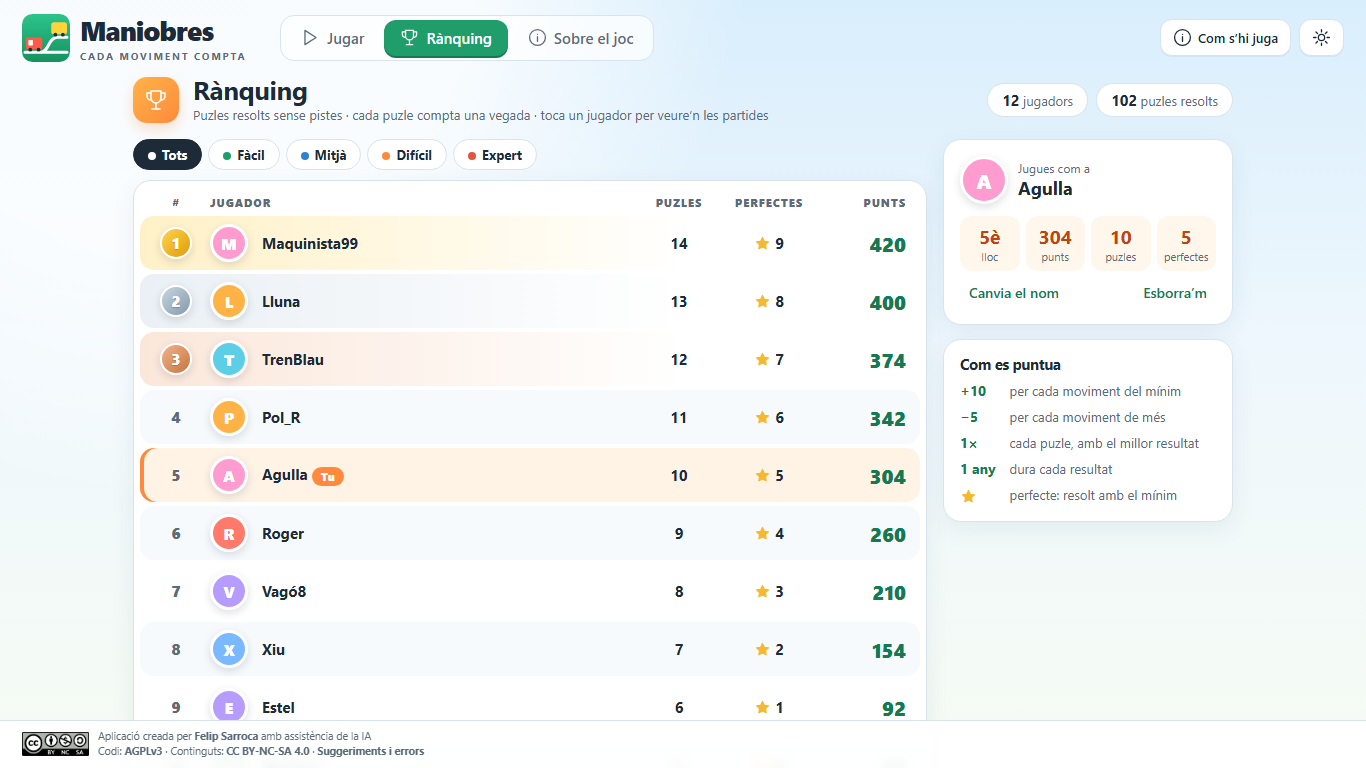 Maniobres
CADA MOVIMENT COMPTA
Jugar
Rànquing
Sobre el joc
Com s’hi juga
Rànquing
Puzles resolts sense pistes · cada puzle compta una vegada · toca un jugador per veure’n les partides
12 jugadors
102 puzles resolts
Tots
Fàcil
Mitjà
Difícil
Expert
# JUGADOR PUZLES PERFECTES PUNTS
1 M Maquinista99 14 9 420
2 L Lluna 13 8 400
3 T TrenBlau 12 7 374
4 P Pol_R 11 6 342
5 A Agulla Tu 10 5 304
6 R Roger 9 4 260
7 V Vagó8 8 3 210
8 X Xiu 7 2 154
9 E Estel 6 1 92
A
Jugues com a
Agulla
5è lloc
304 punts
10 puzles
5 perfectes
Canvia el nom
Esborra’m
Com es puntua
+10 per cada moviment del mínim
−5 per cada moviment de més
1× cada puzle, amb el millor resultat
1 any dura cada resultat
perfecte: resolt amb el mínim
CC BY NC SA
Aplicació creada per Felip Sarroca amb assistència de la IA
Codi: AGPLv3 · Continguts: CC BY-NC-SA 4.0 · Suggeriments i errors